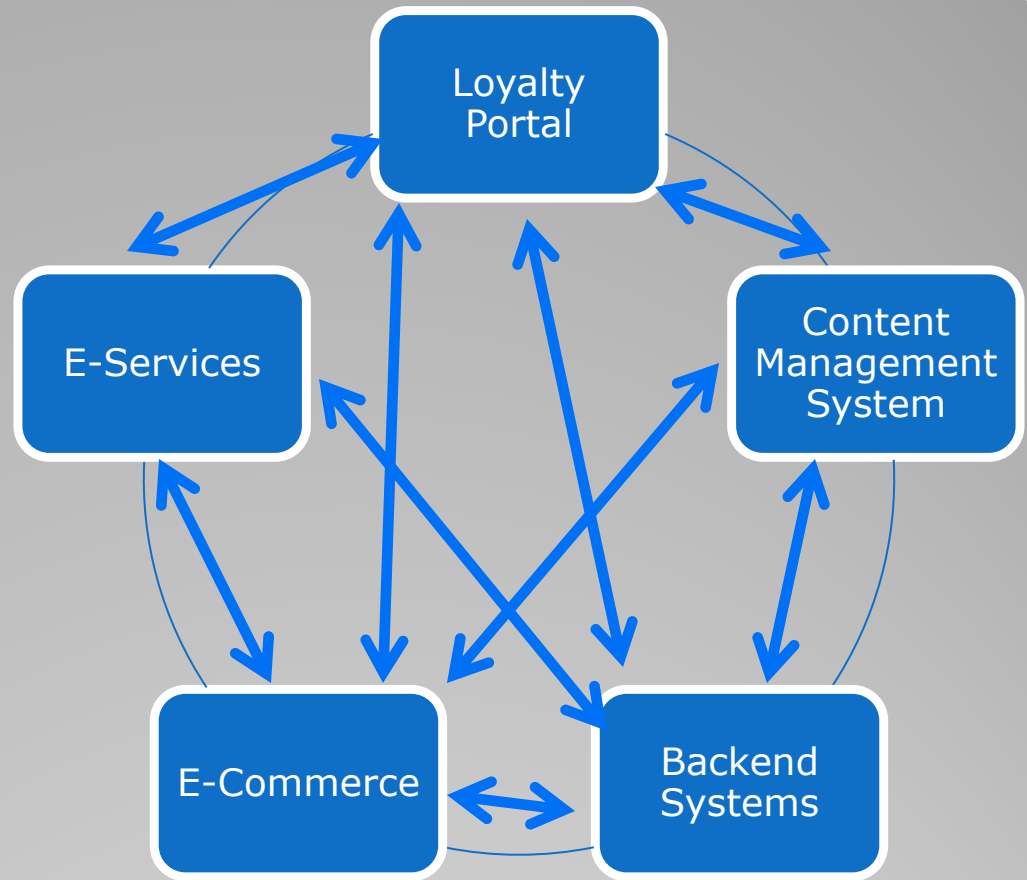 Loyalty
Portal
E-Services
Content
Management
System
E-Commerce
Backend
Systems